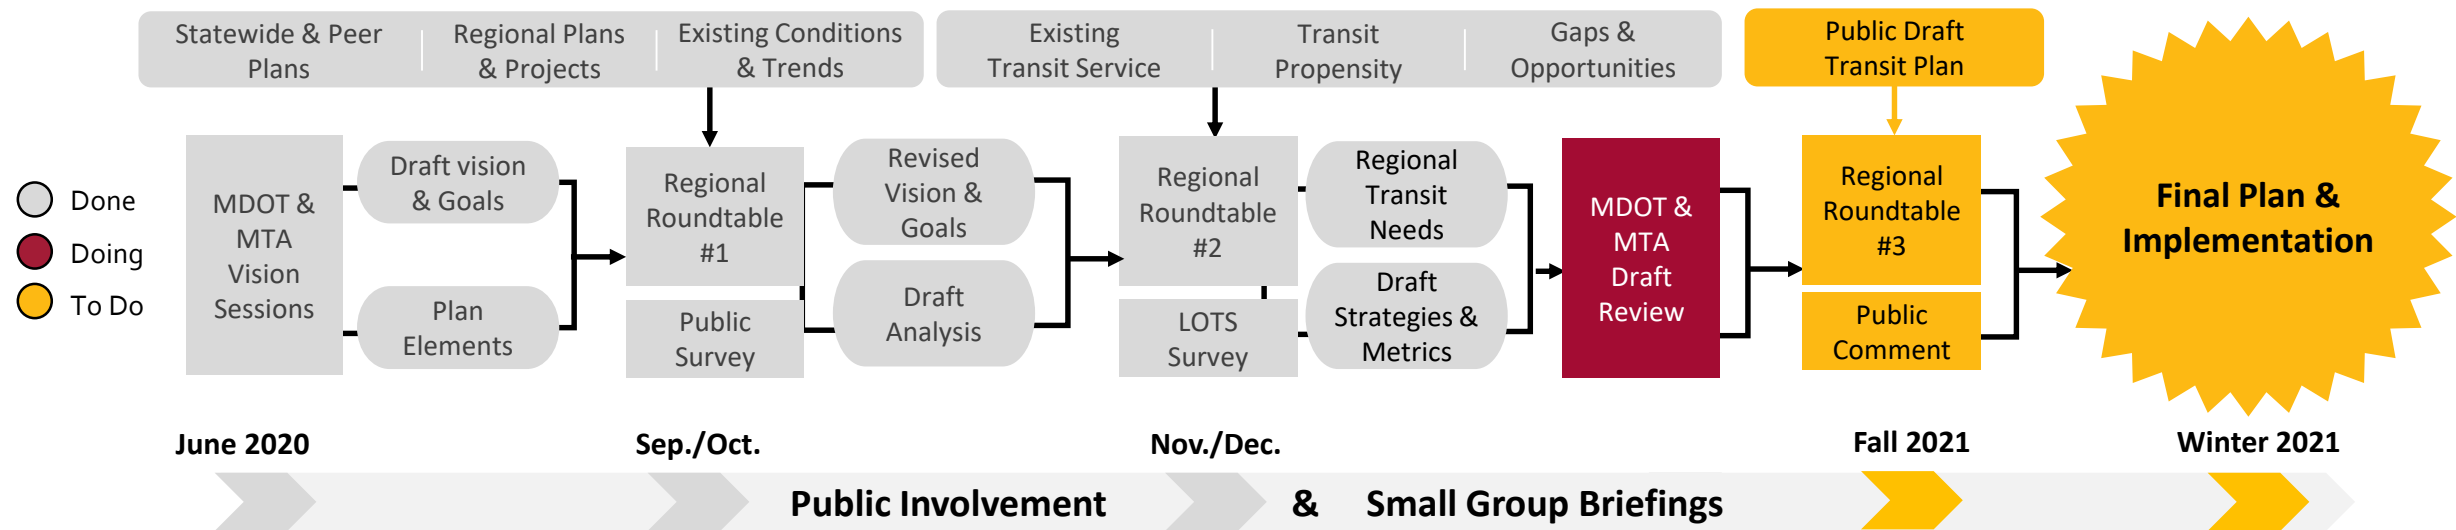 Statewide & Peer
Plans
Regional Plans
& Projects
Existing Conditions
& Trends
Existing
Transit Service
Transit
Propensity
Gaps &
Opportunities
Public Draft
Transit Plan
Done
Doing
To Do
MDOT &
MTA
Vision
Sessions
Draft vision
& Goals
Plan
Elements
Regional
Roundtable
#1
Public
Survey
Revised
Vision &
Goals
Draft
Analysis
Regional
Roundtable
#2
LOTS
Survey
Regional
Transit
Needs
Draft
Strategies &
Metrics
MDOT &
MTA
Draft
Review
Regional
Roundtable
#3
Public
Comment
Final Plan &
Implementation
June 2020
Sep./Oct.
Nov./Dec.
Fall 2021
Winter 2021
Public Involvement & Small Group Briefings